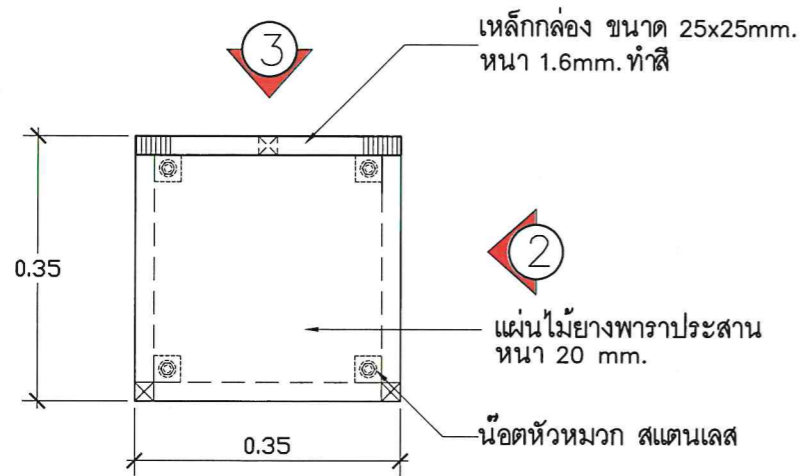 เหล็กกล่อง ขนาด 25x25mm.
หนา 1.6mm. ทำสี
3
0.35
2
แผ่นไม้ยางพาราประสาน
หนา 20 mm.
น๊อตหัวหมวก สแตนเลส
0.35